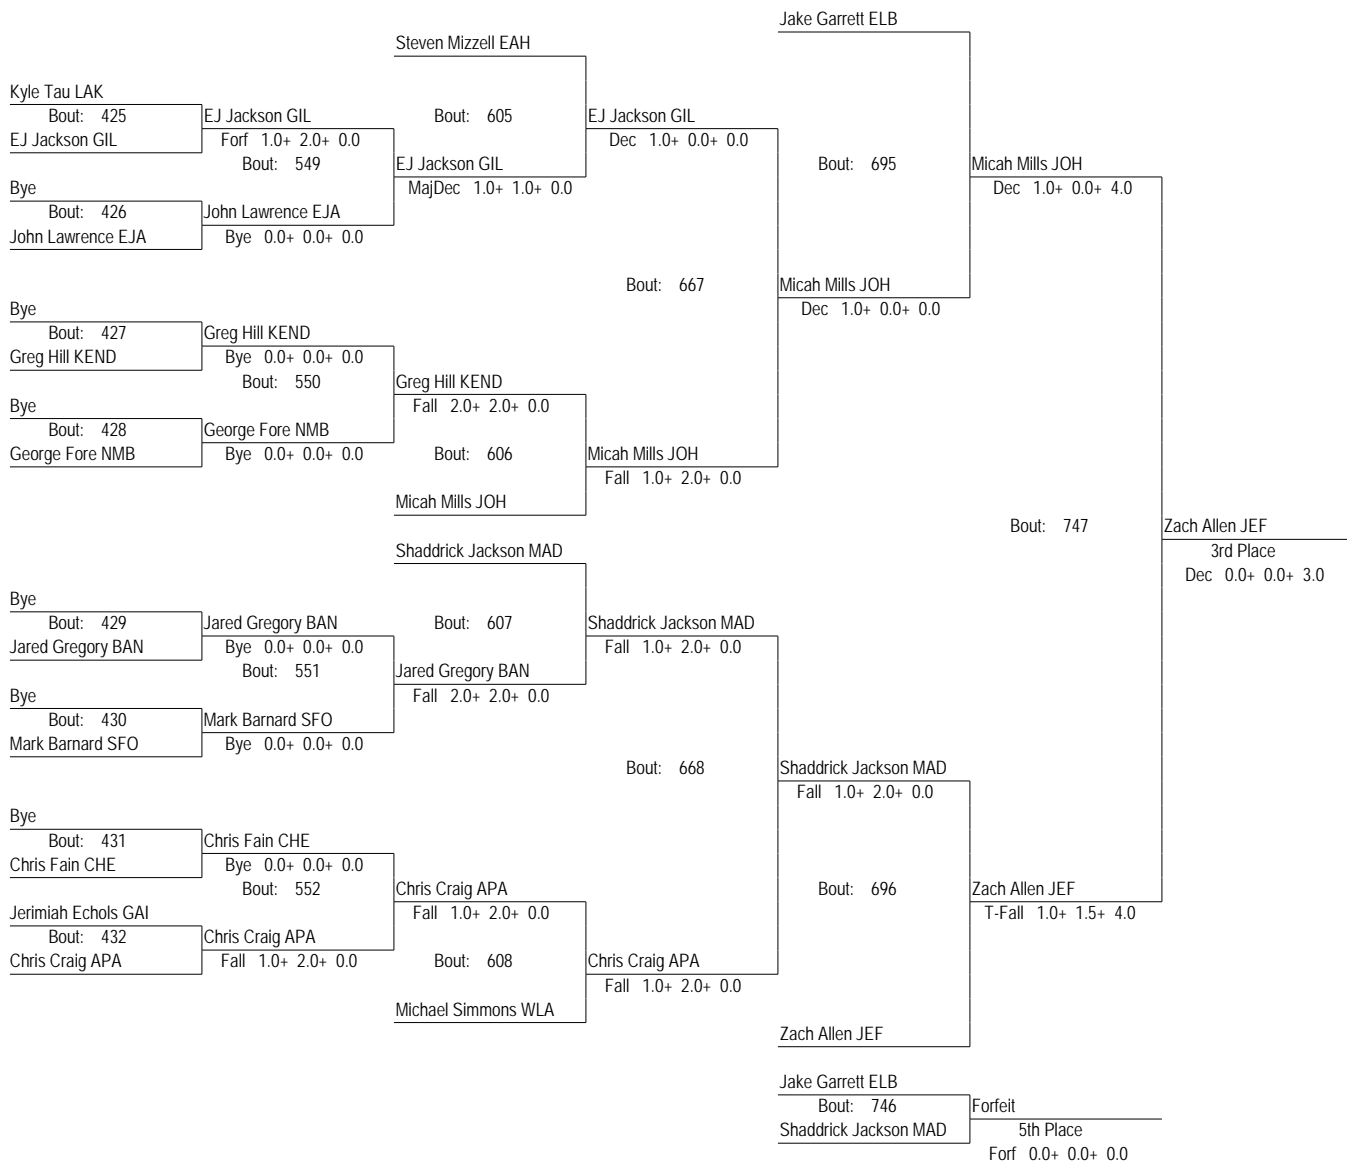 Jake Garrett ELB
Steven Mizzell EAH
Kyle Tau LAK
Bout: 425
EJ Jackson GIL
EJ Jackson GIL
Forf 1.0+ 2.0+ 0.0
Bout: 549
Bout: 605
EJ Jackson GIL
Dec 1.0+ 0.0+ 0.0
EJ Jackson GIL
MajDec 1.0+ 1.0+ 0.0
Bout: 695
Micah Mills JOH
Dec 1.0+ 0.0+ 4.0
Bye
Bout: 426
John Lawrence EJA
John Lawrence EJA
Bye 0.0+ 0.0+ 0.0
Bout: 667
Micah Mills JOH
Dec 1.0+ 0.0+ 0.0
Bye
Bout: 427
Greg Hill KEND
Greg Hill KEND
Bye 0.0+ 0.0+ 0.0
Bout: 550
Greg Hill KEND
Fall 2.0+ 2.0+ 0.0
Bye
Bout: 428
George Fore NMB
George Fore NMB
Bye 0.0+ 0.0+ 0.0
Bout: 606
Micah Mills JOH
Fall 1.0+ 2.0+ 0.0
Micah Mills JOH
Bout: 747
Zach Allen JEF
3rd Place
Dec 0.0+ 0.0+ 3.0
Shaddrick Jackson MAD
Bye
Bout: 429
Jared Gregory BAN
Jared Gregory BAN
Bye 0.0+ 0.0+ 0.0
Bout: 551
Bout: 607
Shaddrick Jackson MAD
Fall 1.0+ 2.0+ 0.0
Jared Gregory BAN
Fall 2.0+ 2.0+ 0.0
Bye
Bout: 430
Mark Barnard SFO
Mark Barnard SFO
Bye 0.0+ 0.0+ 0.0
Bout: 668
Shaddrick Jackson MAD
Fall 1.0+ 2.0+ 0.0
Bye
Bout: 431
Chris Fain CHE
Chris Fain CHE
Bye 0.0+ 0.0+ 0.0
Bout: 552
Chris Craig APA
Fall 1.0+ 2.0+ 0.0
Bout: 696
Zach Allen JEF
T-Fall 1.0+ 1.5+ 4.0
Jerimiah Echols GAI
Bout: 432
Chris Craig APA
Chris Craig APA
Fall 1.0+ 2.0+ 0.0
Bout: 608
Chris Craig APA
Fall 1.0+ 2.0+ 0.0
Michael Simmons WLA
Zach Allen JEF
Jake Garrett ELB
Bout: 746
Shaddrick Jackson MAD
Forfeit
5th Place
Forf 0.0+ 0.0+ 0.0